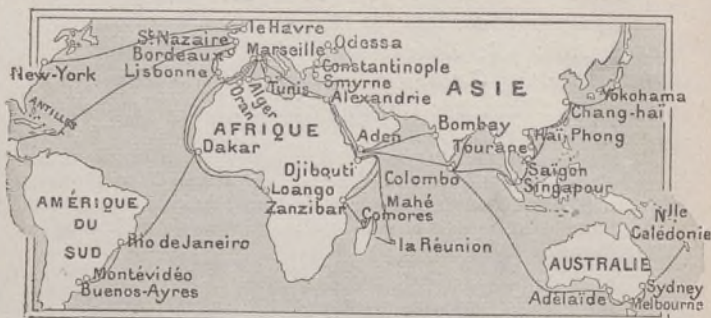 le Havre
St. Nazaire
Bordeaux
Lisbonne
Marseille
Odessa
Constantinople
Smyrne
New-York
ANTILLES
Oran
Alger
Tunis
Alexandrie
ASIE
Yokohama
Chang-haï
AFRIQUE
Aden
Bombay
Haï-Phong
Tourane
Dakar
Djibouti
Colombo
Saïgon
Singapour
Loango
Zanzibar
Mahé
Comores
AMÉRIQUE
DU
SUD
Rio de Janeiro
la Réunion
Nlle
Calédonie
AUSTRALIE
Montévidéo
Buenos-Ayres
Adélaïde
Sydney
Melbourne